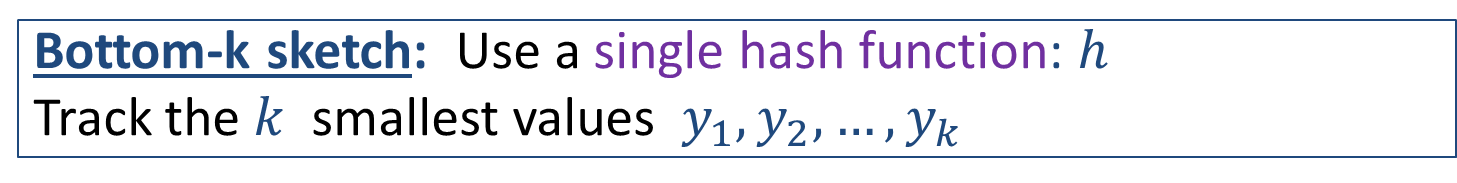 Bottom-k sketch: Use a single hash function: h
Track the k smallest values y₁, y₂, … , yₖ